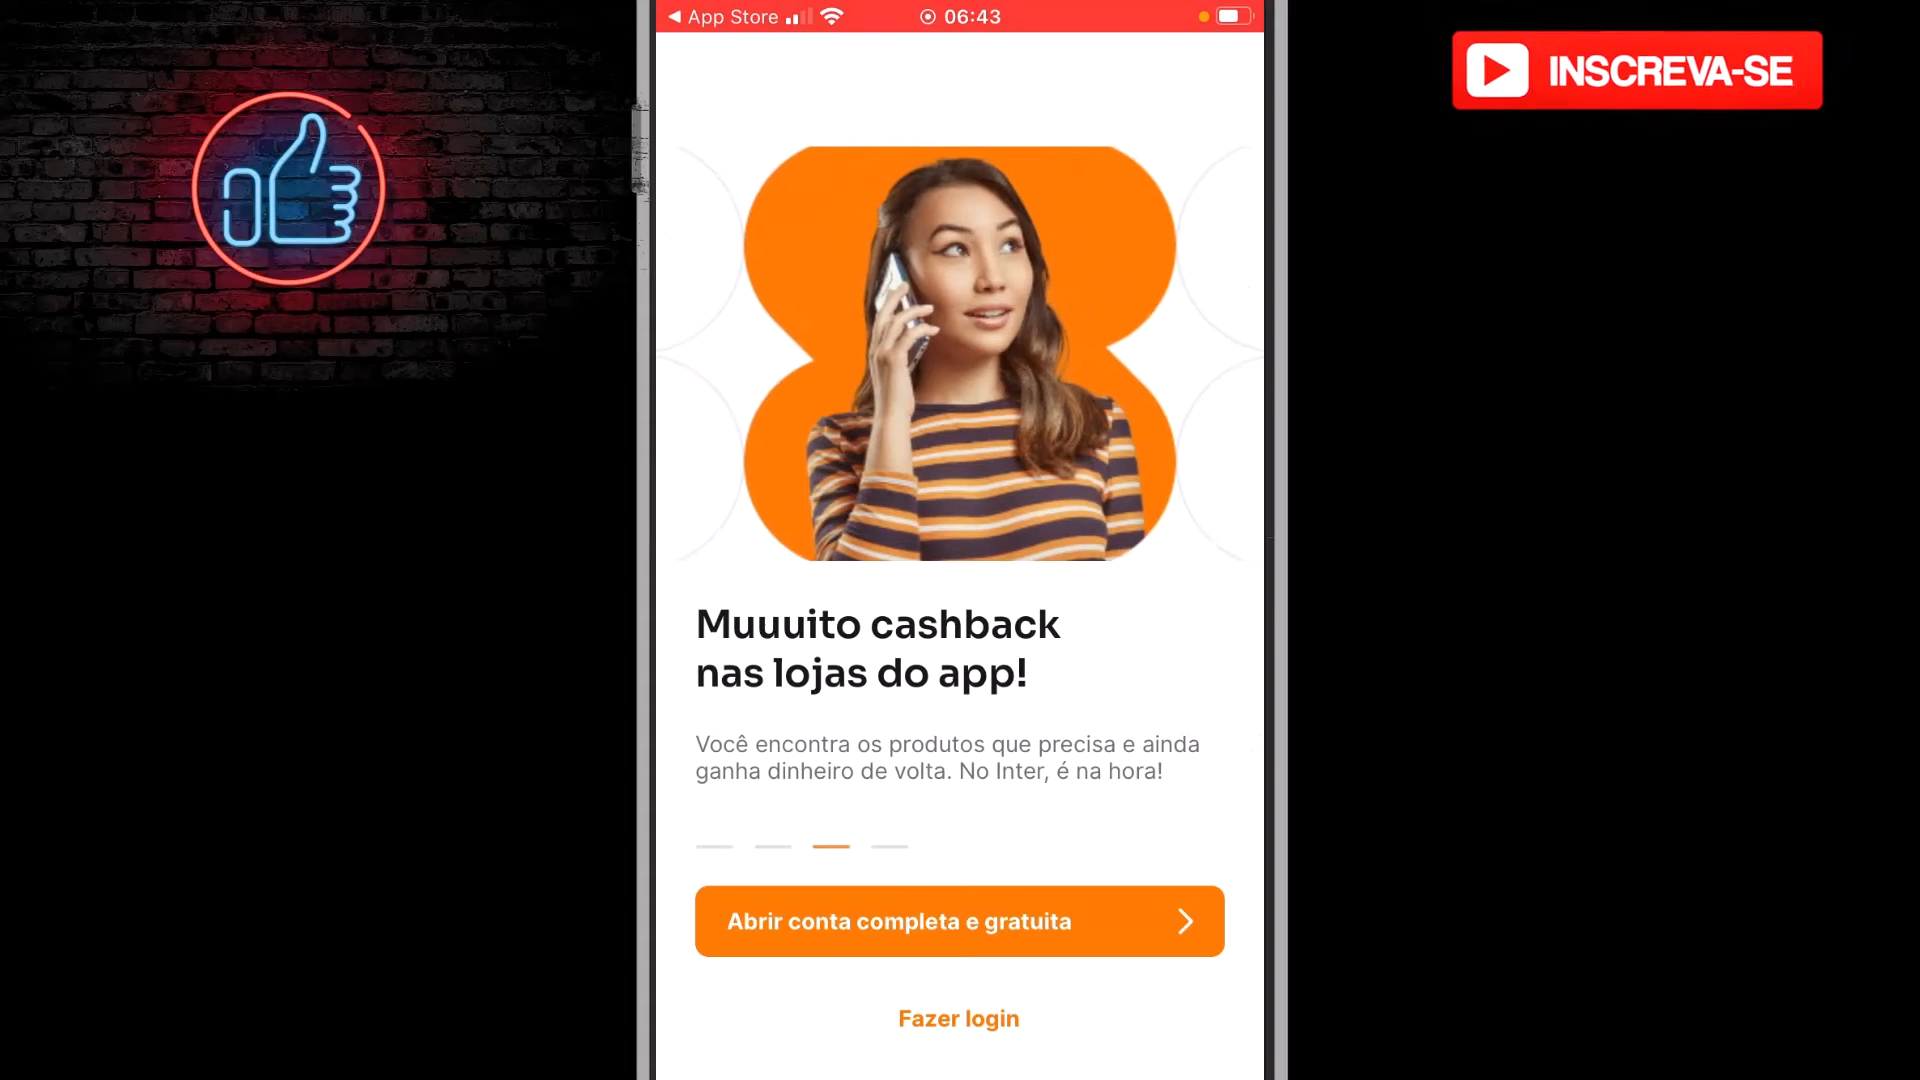 App Store
06:43
INSCREVA-SE
Muuuito cashback
nas lojas do app!
Você encontra os produtos que precisa e ainda
ganha dinheiro de volta. No Inter, é na hora!
Abrir conta completa e gratuita
Fazer login